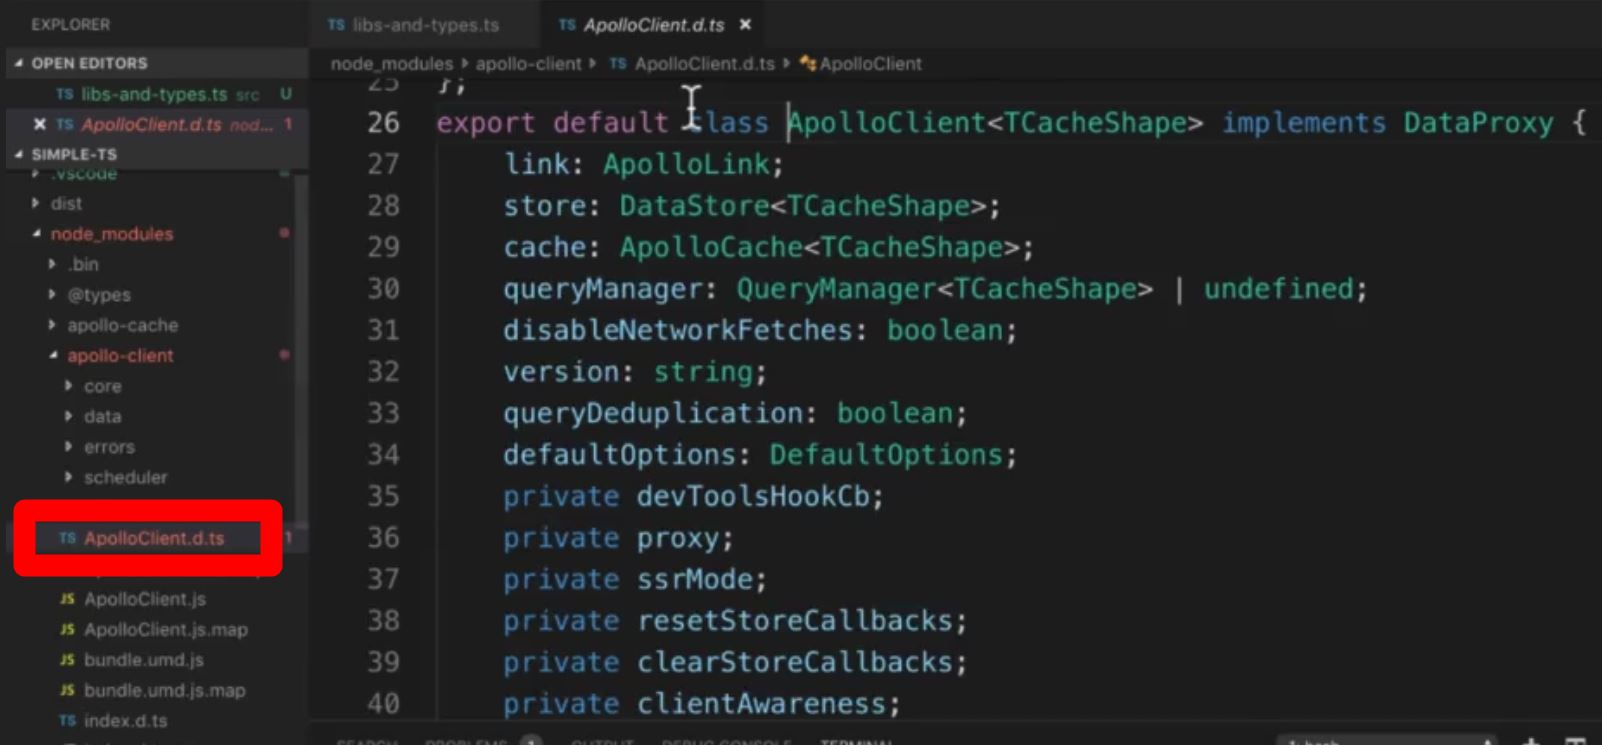 EXPLORER
OPEN EDITORS
TS libs-and-types.ts src U
× TS ApolloClient.d.ts nod... 1
SIMPLE-TS
.vscode
dist
node_modules
.bin
@types
apollo-cache
apollo-client
core
data
errors
scheduler
TS ApolloClient.d.ts 1
JS ApolloClient.js
JS ApolloClient.js.map
JS bundle.umd.js
JS bundle.umd.js.map
TS index.d.ts
TS libs-and-types.ts TS ApolloClient.d.ts ×
node_modules apollo-client TS ApolloClient.d.ts ApolloClient
25 };
26 export default class ApolloClient<TCacheShape> implements DataProxy {
27 link: ApolloLink;
28 store: DataStore<TCacheShape>;
29 cache: ApolloCache<TCacheShape>;
30 queryManager: QueryManager<TCacheShape> | undefined;
31 disableNetworkFetches: boolean;
32 version: string;
33 queryDeduplication: boolean;
34 defaultOptions: DefaultOptions;
35 private devToolsHookCb;
36 private proxy;
37 private ssrMode;
38 private resetStoreCallbacks;
39 private clearStoreCallbacks;
40 private clientAwareness;
SEARCH PROBLEMS 1 OUTPUT DEBUG CONSOLE TERMINAL 1: bash